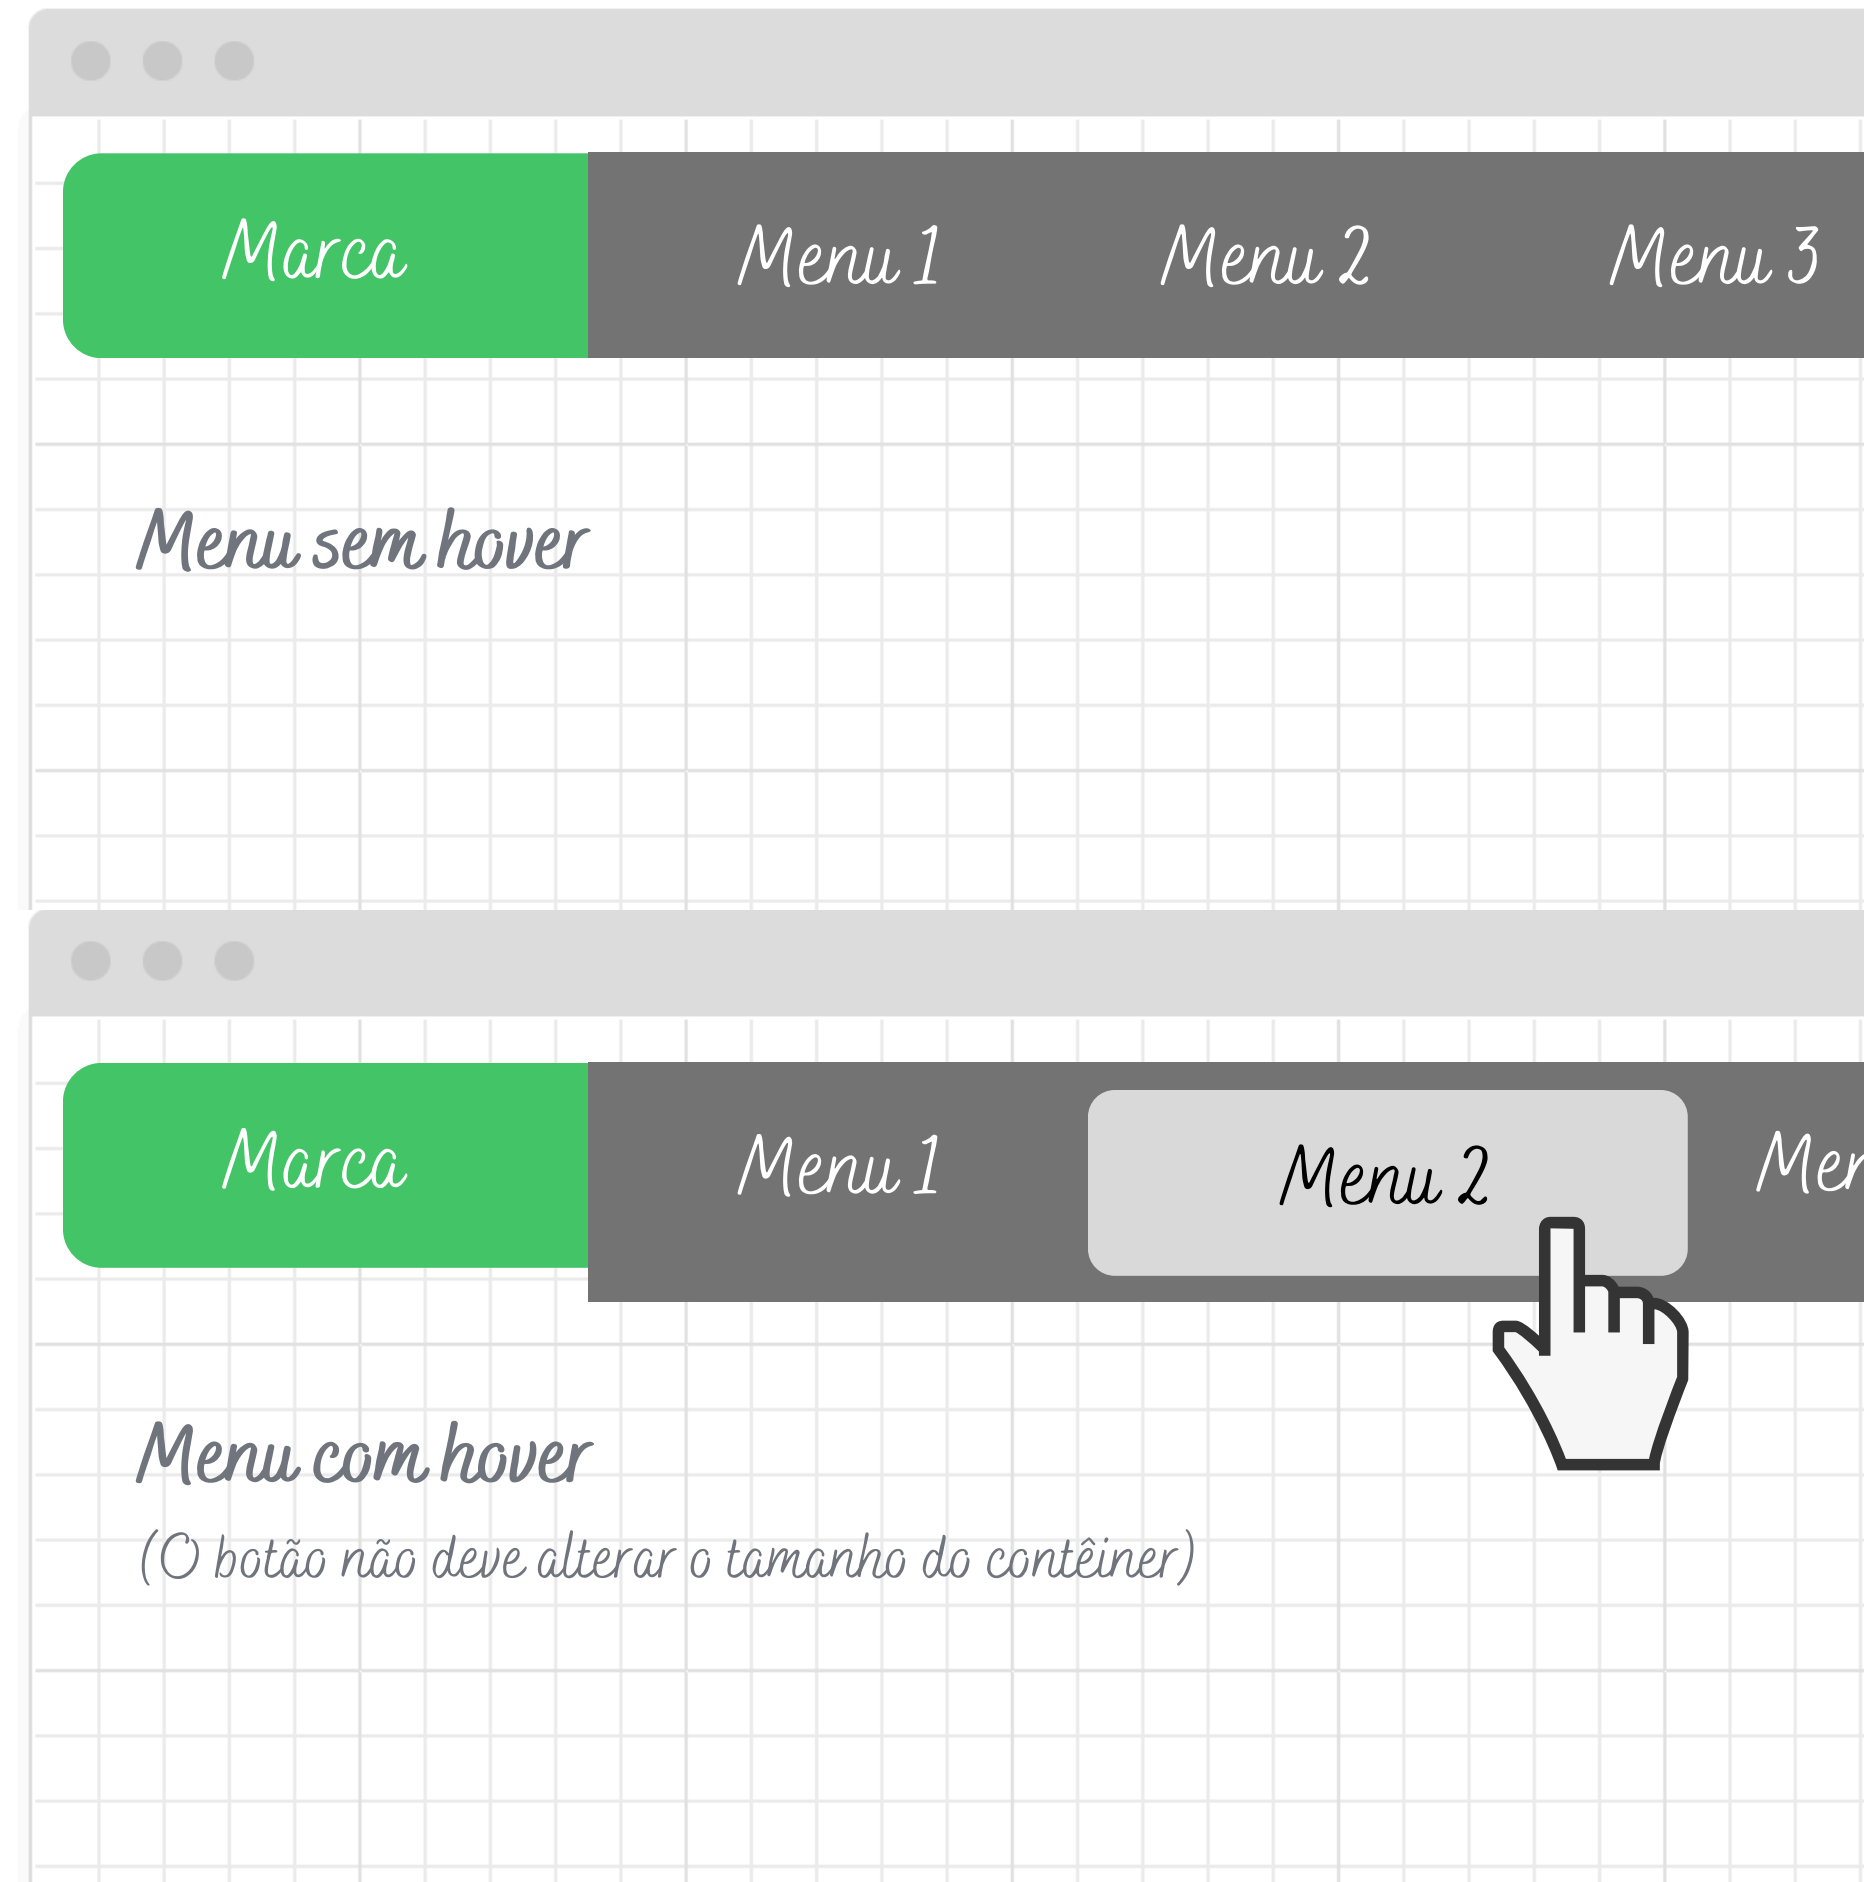 Marca Menu 1 Menu 2 Menu 3
Menu sem hover
Marca Menu 1 Menu 2
Menu com hover
(O botão não deve alterar o tamanho do contêiner)